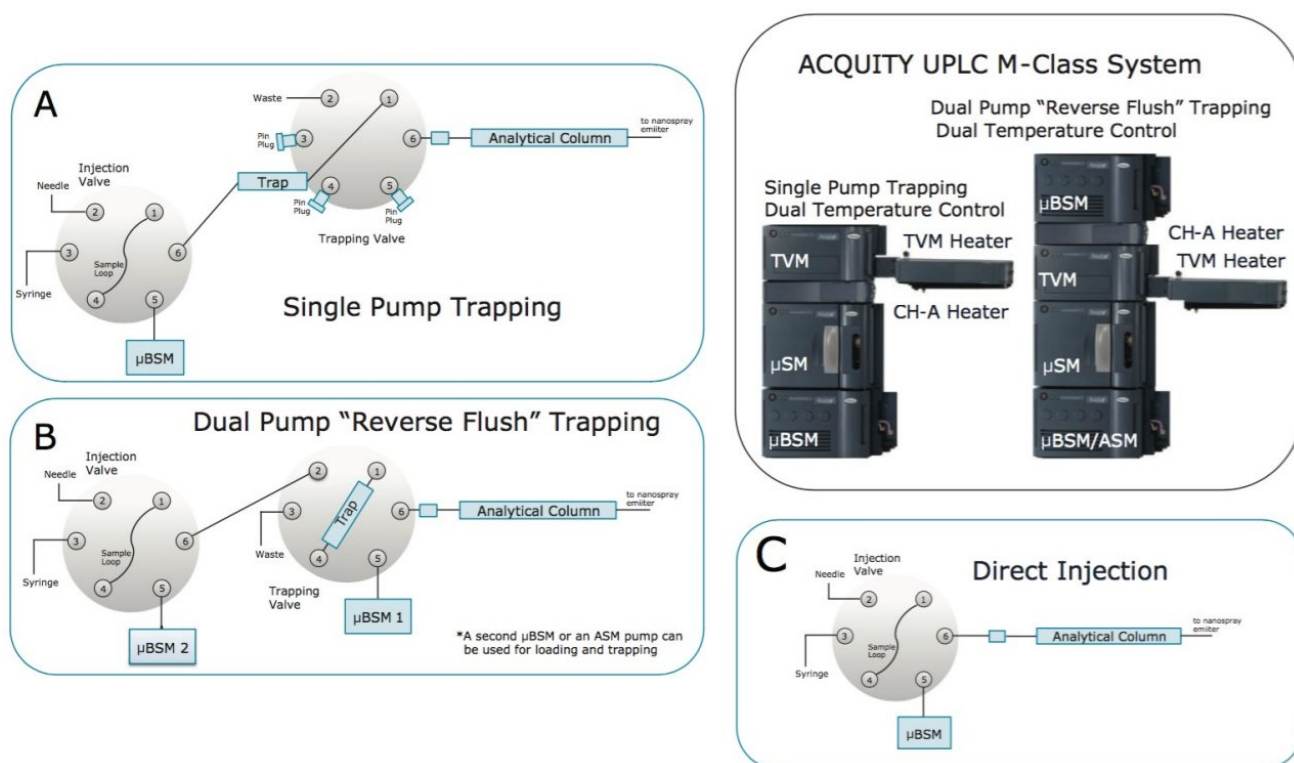 A
Waste
2
1
Pin
Plug
3
6
Analytical Column
to nanospray
emiiter
Trap
4
5
Pin
Plug
Pin
Plug
Trapping Valve
Injection
Valve
Needle
2
1
3
6
Sample
Loop
Syringe
4
5
µBSM
Single Pump Trapping
B
Dual Pump “Reverse Flush” Trapping
Injection
Valve
Needle
2
1
3
6
Sample
Loop
Syringe
4
5
µBSM 2
2
1
3
6
Trap
Waste
4
5
Trapping
Valve
µBSM 1
Analytical Column
to nanospray
emiiter
*A second µBSM or an ASM pump can
be used for loading and trapping
ACQUITY UPLC M-Class System
Dual Pump “Reverse Flush” Trapping
Dual Temperature Control
Single Pump Trapping
Dual Temperature Control
TVM Heater
TVM
CH-A Heater
µSM
µBSM
µBSM
CH-A Heater
TVM Heater
TVM
µSM
µBSM/ASM
C
Direct Injection
Injection
Valve
Needle
2
1
3
6
Sample
Loop
Syringe
4
5
µBSM
Analytical Column
to nanospray
emiiter